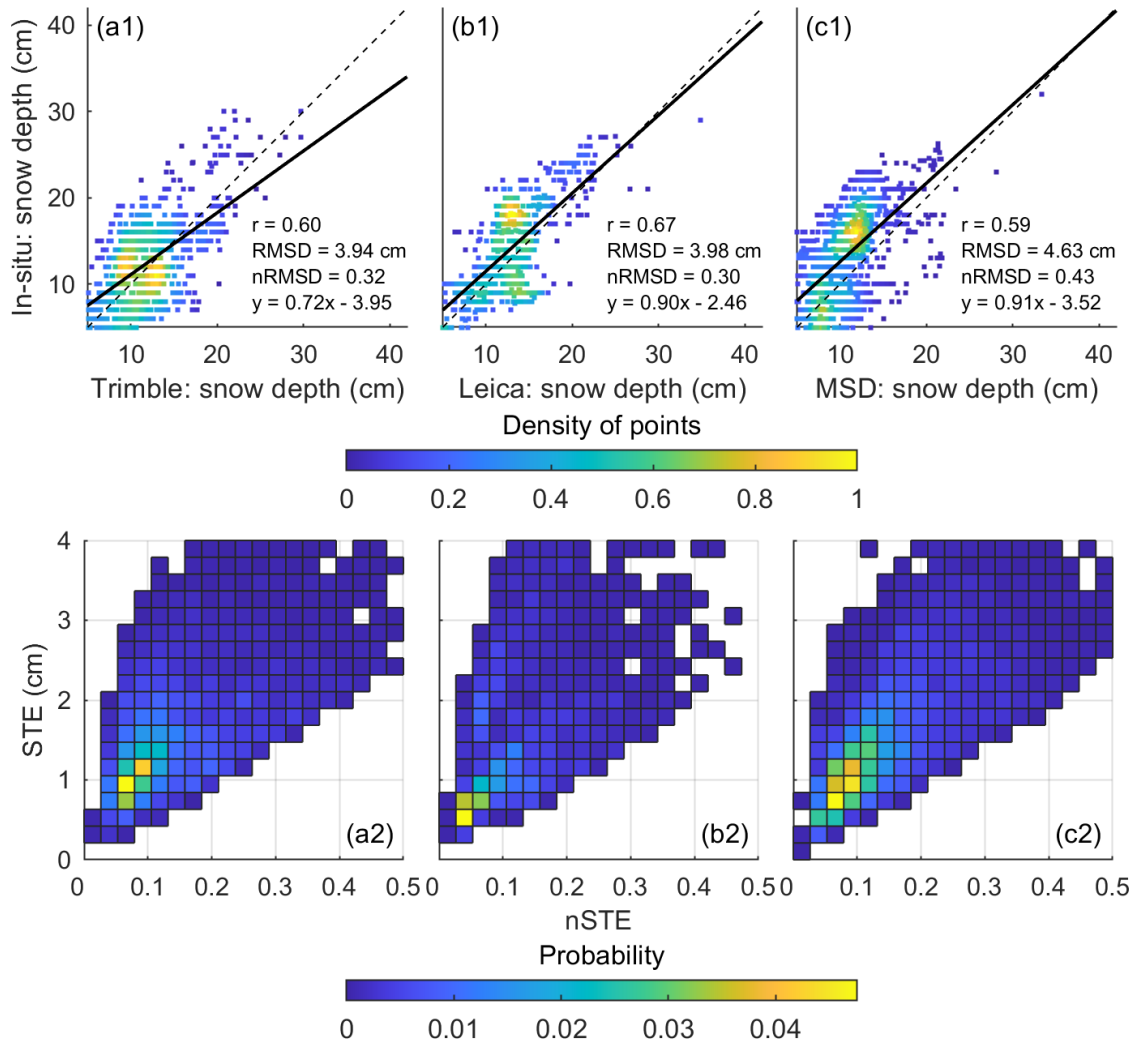 In-situ: snow depth (cm)
40
30
20
10
(a1)
r = 0.60
RMSD = 3.94 cm
nRMSD = 0.32
y = 0.72x - 3.95
10 20 30 40
Trimble: snow depth (cm)
(b1)
r = 0.67
RMSD = 3.98 cm
nRMSD = 0.30
y = 0.90x - 2.46
10 20 30 40
Leica: snow depth (cm)
(c1)
r = 0.59
RMSD = 4.63 cm
nRMSD = 0.43
y = 0.91x - 3.52
10 20 30 40
MSD: snow depth (cm)
Density of points
0 0.2 0.4 0.6 0.8 1
STE (cm)
4
3
2
1
0
(a2)
0 0.1 0.2 0.3 0.4 0.5
(b2)
0 0.1 0.2 0.3 0.4 0.5
(c2)
0 0.1 0.2 0.3 0.4 0.5
nSTE
Probability
0 0.01 0.02 0.03 0.04